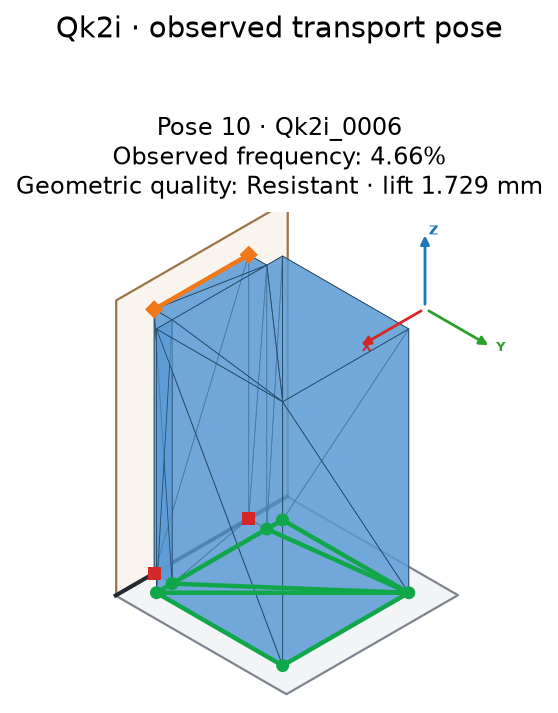 Qk2i · observed transport pose
Pose 10 · Qk2i_0006
Observed frequency: 4.66%
Geometric quality: Resistant · lift 1.729 mm
Z
X
Y